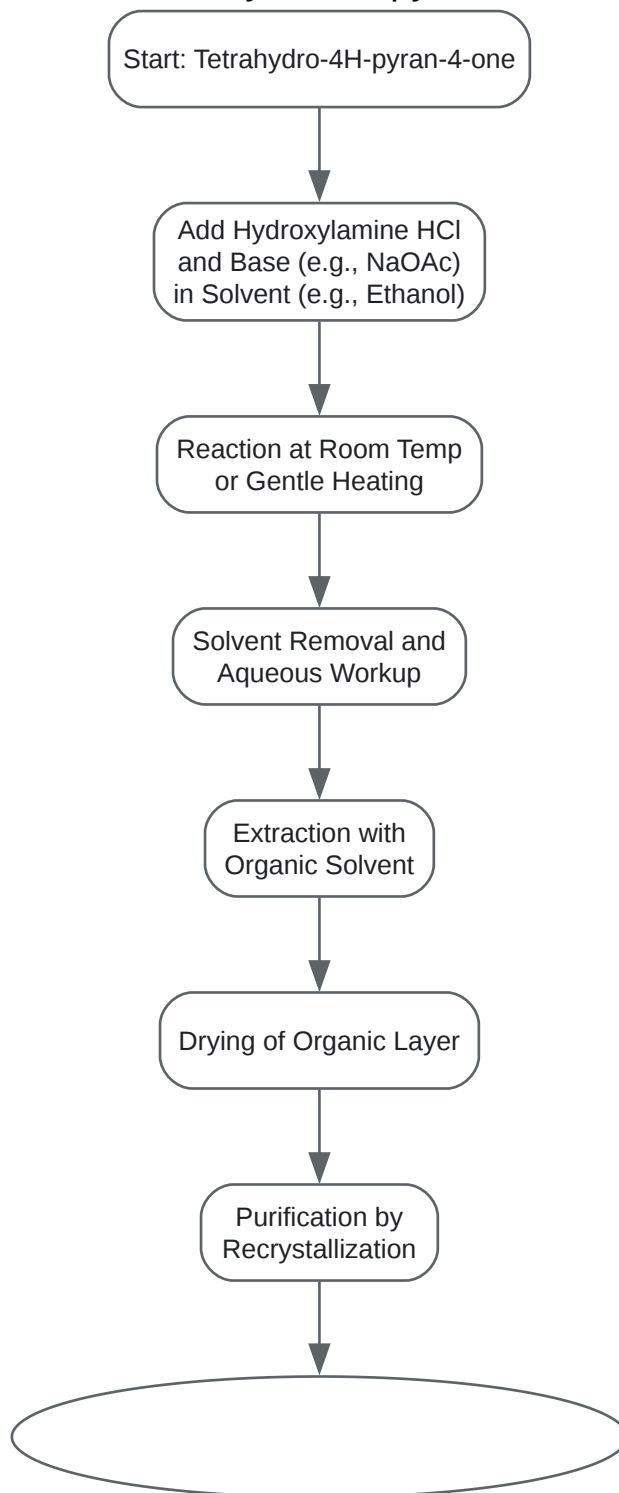 Start: Tetrahydro-4H-pyran-4-one
Add Hydroxylamine HCl
and Base (e.g., NaOAc)
in Solvent (e.g., Ethanol)
Reaction at Room Temp
or Gentle Heating
Solvent Removal and
Aqueous Workup
Extraction with
Organic Solvent
Drying of Organic Layer
Purification by
Recrystallization